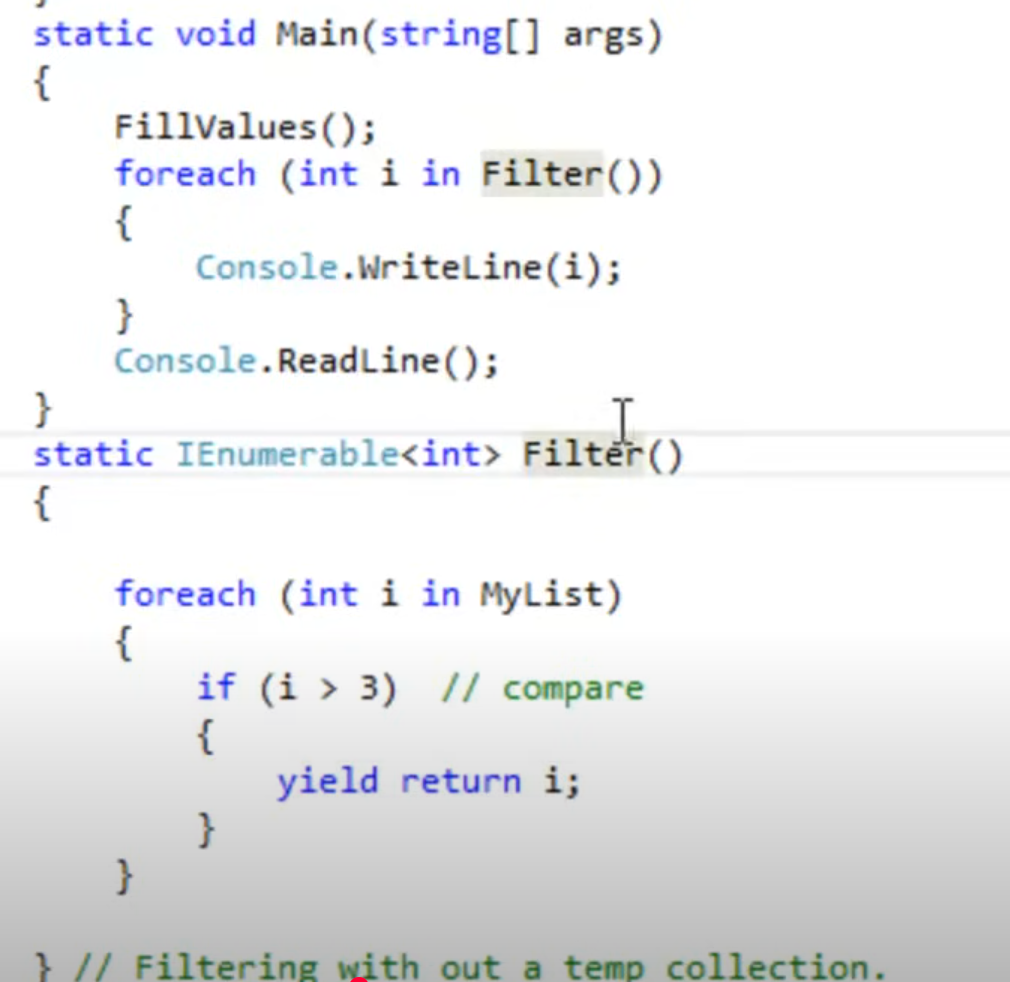 }
static void Main(string[] args)
{
FillValues();
foreach (int i in Filter())
{
Console.WriteLine(i);
}
Console.ReadLine();
}
static IEnumerable<int> Filter()
{
foreach (int i in MyList)
{
if (i > 3)  // compare
{
yield return i;
}
}
} // Filtering with out a temp collection.